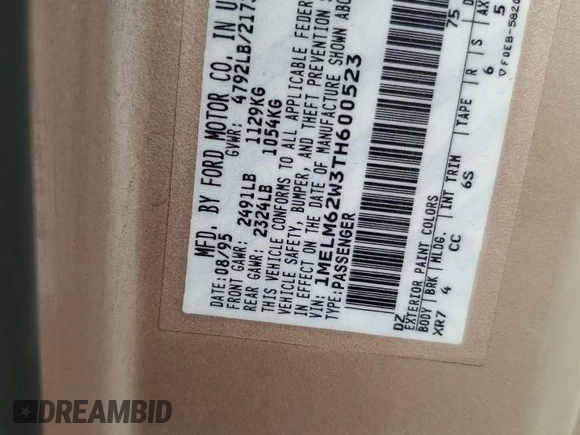 MFD. BY FORD MOTOR CO. IN U
DATE: 08/95 GVWR: 4792LB/217
FRONT GAWR: 2491LB 1129KG
REAR GAWR: 2324LB 1054KG
THIS VEHICLE CONFORMS TO ALL APPLICABLE FEDER
VEHICLE SAFETY, BUMPER, AND THEFT PREVENTION S
IN EFFECT ON THE DATE OF MANUFACTURE SHOWN ABO
VIN: 1MELM62W3TH600523
TYPE: PASSENGER
75
DZ
EXTERIOR PAINT COLORS
BODY BRK MLDG. INT TRIM TAPE R S AX
XR7 4 CC 6S 6 5
F0EB-5820
DREAMBID